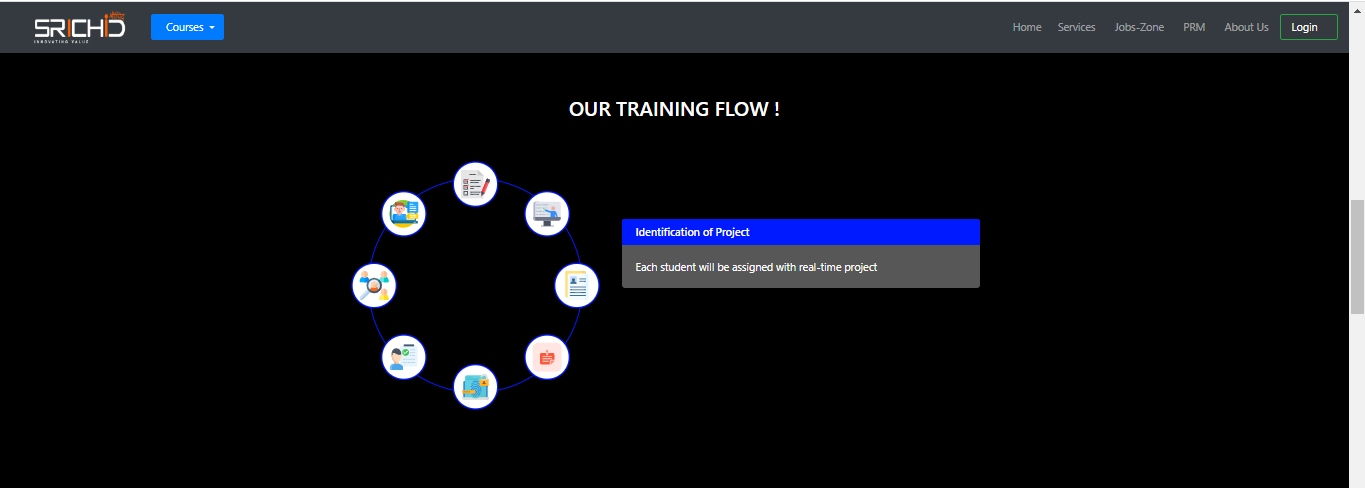 SRICHID
INNOVATING VALUE
Courses
Home
Services
Jobs-Zone
PRM
About Us
Login
OUR TRAINING FLOW !
Identification of Project
Each student will be assigned with real-time project